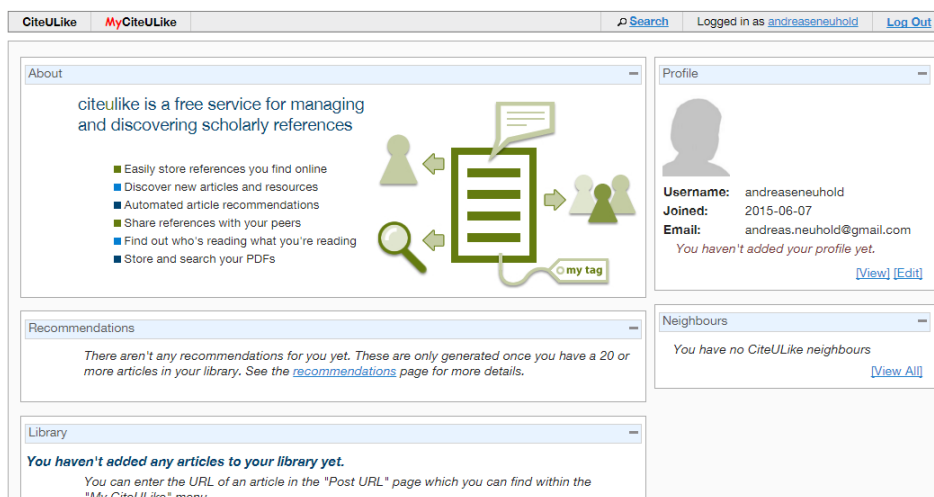 CiteULike MyCiteULike Search Logged in as andreaseneuhold Log Out
About
citeulike is a free service for managing
and discovering scholarly references
Easily store references you find online
Discover new articles and resources
Automated article recommendations
Share references with your peers
Find out who's reading what you're reading
Store and search your PDFs
my tag
Recommendations
There aren't any recommendations for you yet. These are only generated once you have a 20 or
more articles in your library. See the recommendations page for more details.
Library
You haven't added any articles to your library yet.
You can enter the URL of an article in the "Post URL" page which you can find within the
"My CiteULike" menu
Profile
Username: andreaseneuhold
Joined: 2015-06-07
Email: andreas.neuhold@gmail.com
You haven't added your profile yet.
[View] [Edit]
Neighbours
You have no CiteULike neighbours
[View All]